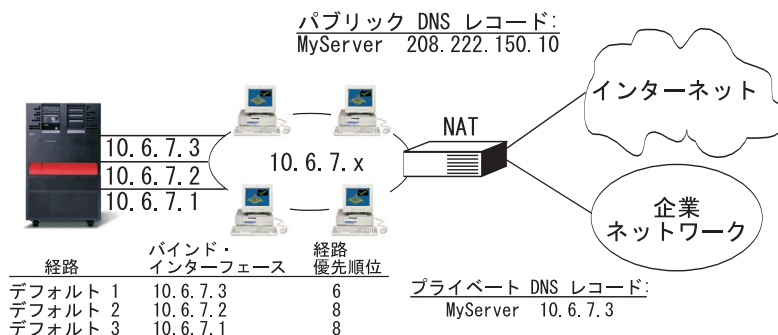 パブリック DNS レコード:
MyServer 208.222.150.10
インターネット
NAT
10.6.7.3
10.6.7.2
10.6.7.1
10.6.7.x
企業
ネットワーク
経路 バインド・インターフェース 経路優先順位
デフォルト 1 10.6.7.3 6
デフォルト 2 10.6.7.2 8
デフォルト 3 10.6.7.1 8
プライベート DNS レコード:
MyServer 10.6.7.3